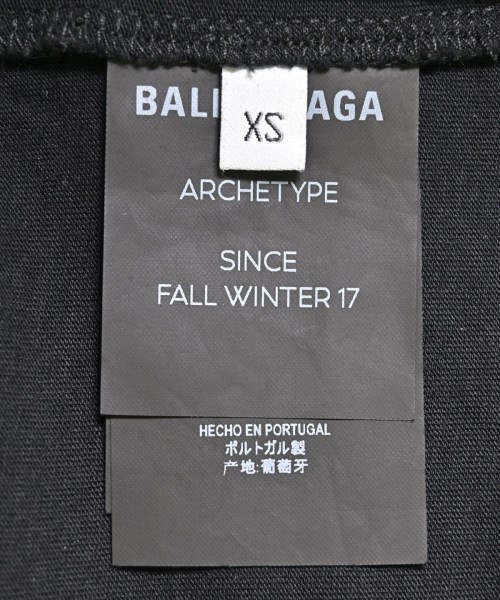 BAL AGA
XS
ARCHETYPE
SINCE
FALL WINTER 17
HECHO EN PORTUGAL
ポルトガル製
产地:葡萄牙